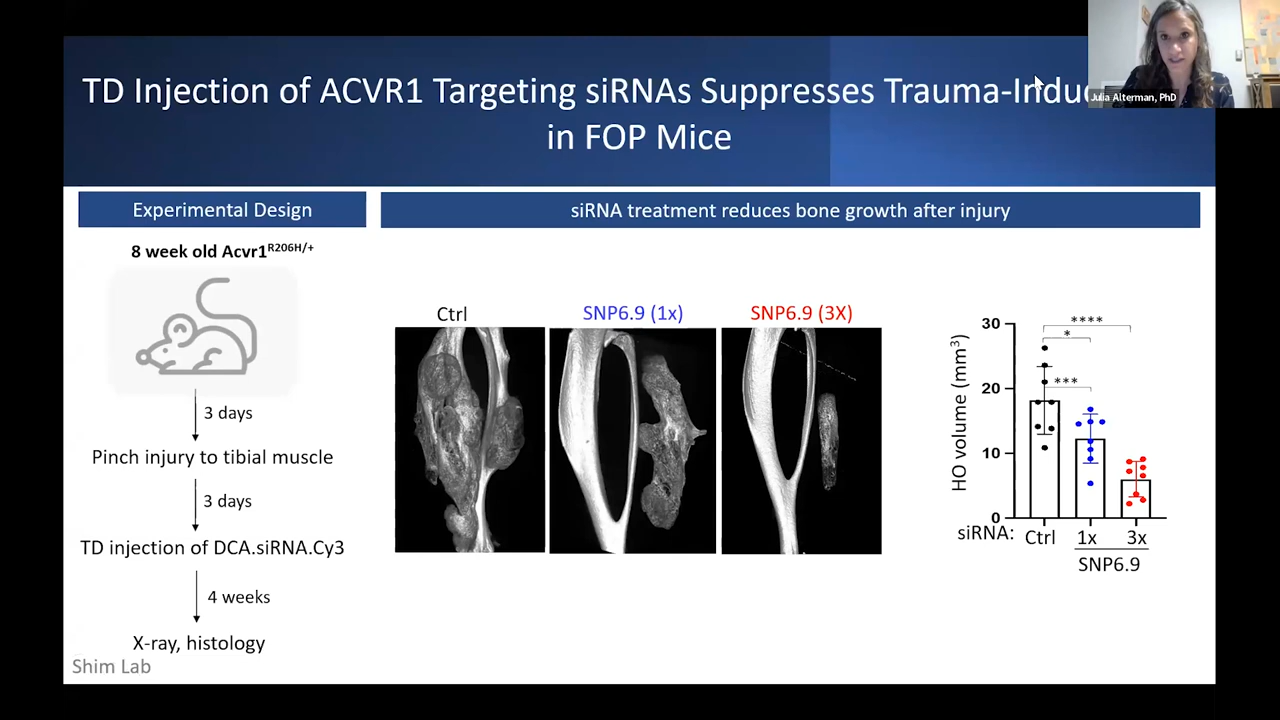 TD Injection of ACVR1 Targeting siRNAs Suppresses
in FOP Mice
Julia Alterman, PhD
Experimental Design
siRNA treatment reduces bone growth after injury
8 week old Acvr1R206H/+
3 days
Pinch injury to tibial muscle
3 days
TD injection of DCA.siRNA.Cy3
4 weeks
X-ray, histology
Shim Lab
Ctrl
SNP6.9 (1x)
SNP6.9 (3X)
HO volume (mm3)
30
20
10
0
****
*
***
siRNA: Ctrl 1x 3x
SNP6.9